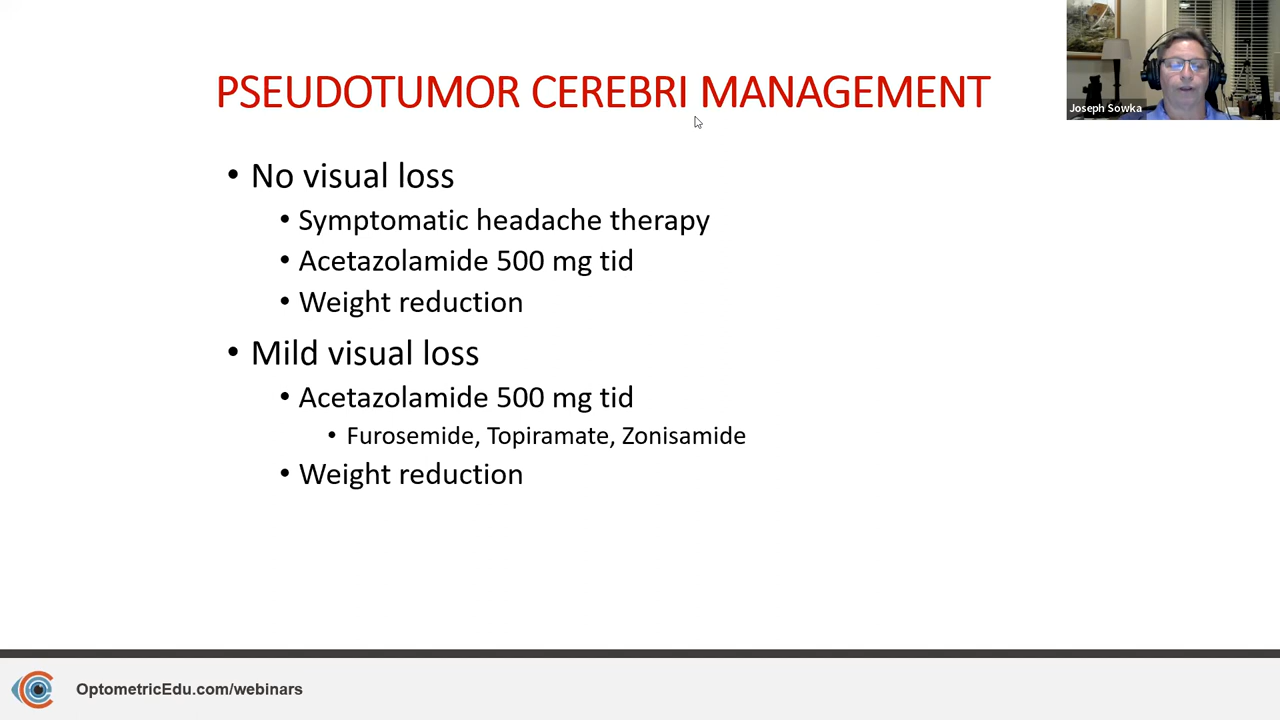 PSEUDOTUMOR CEREBRI MANAGEMENT
Joseph Sowka
• No visual loss
• Symptomatic headache therapy
• Acetazolamide 500 mg tid
• Weight reduction
• Mild visual loss
• Acetazolamide 500 mg tid
• Furosemide, Topiramate, Zonisamide
• Weight reduction
OptometricEdu.com/webinars